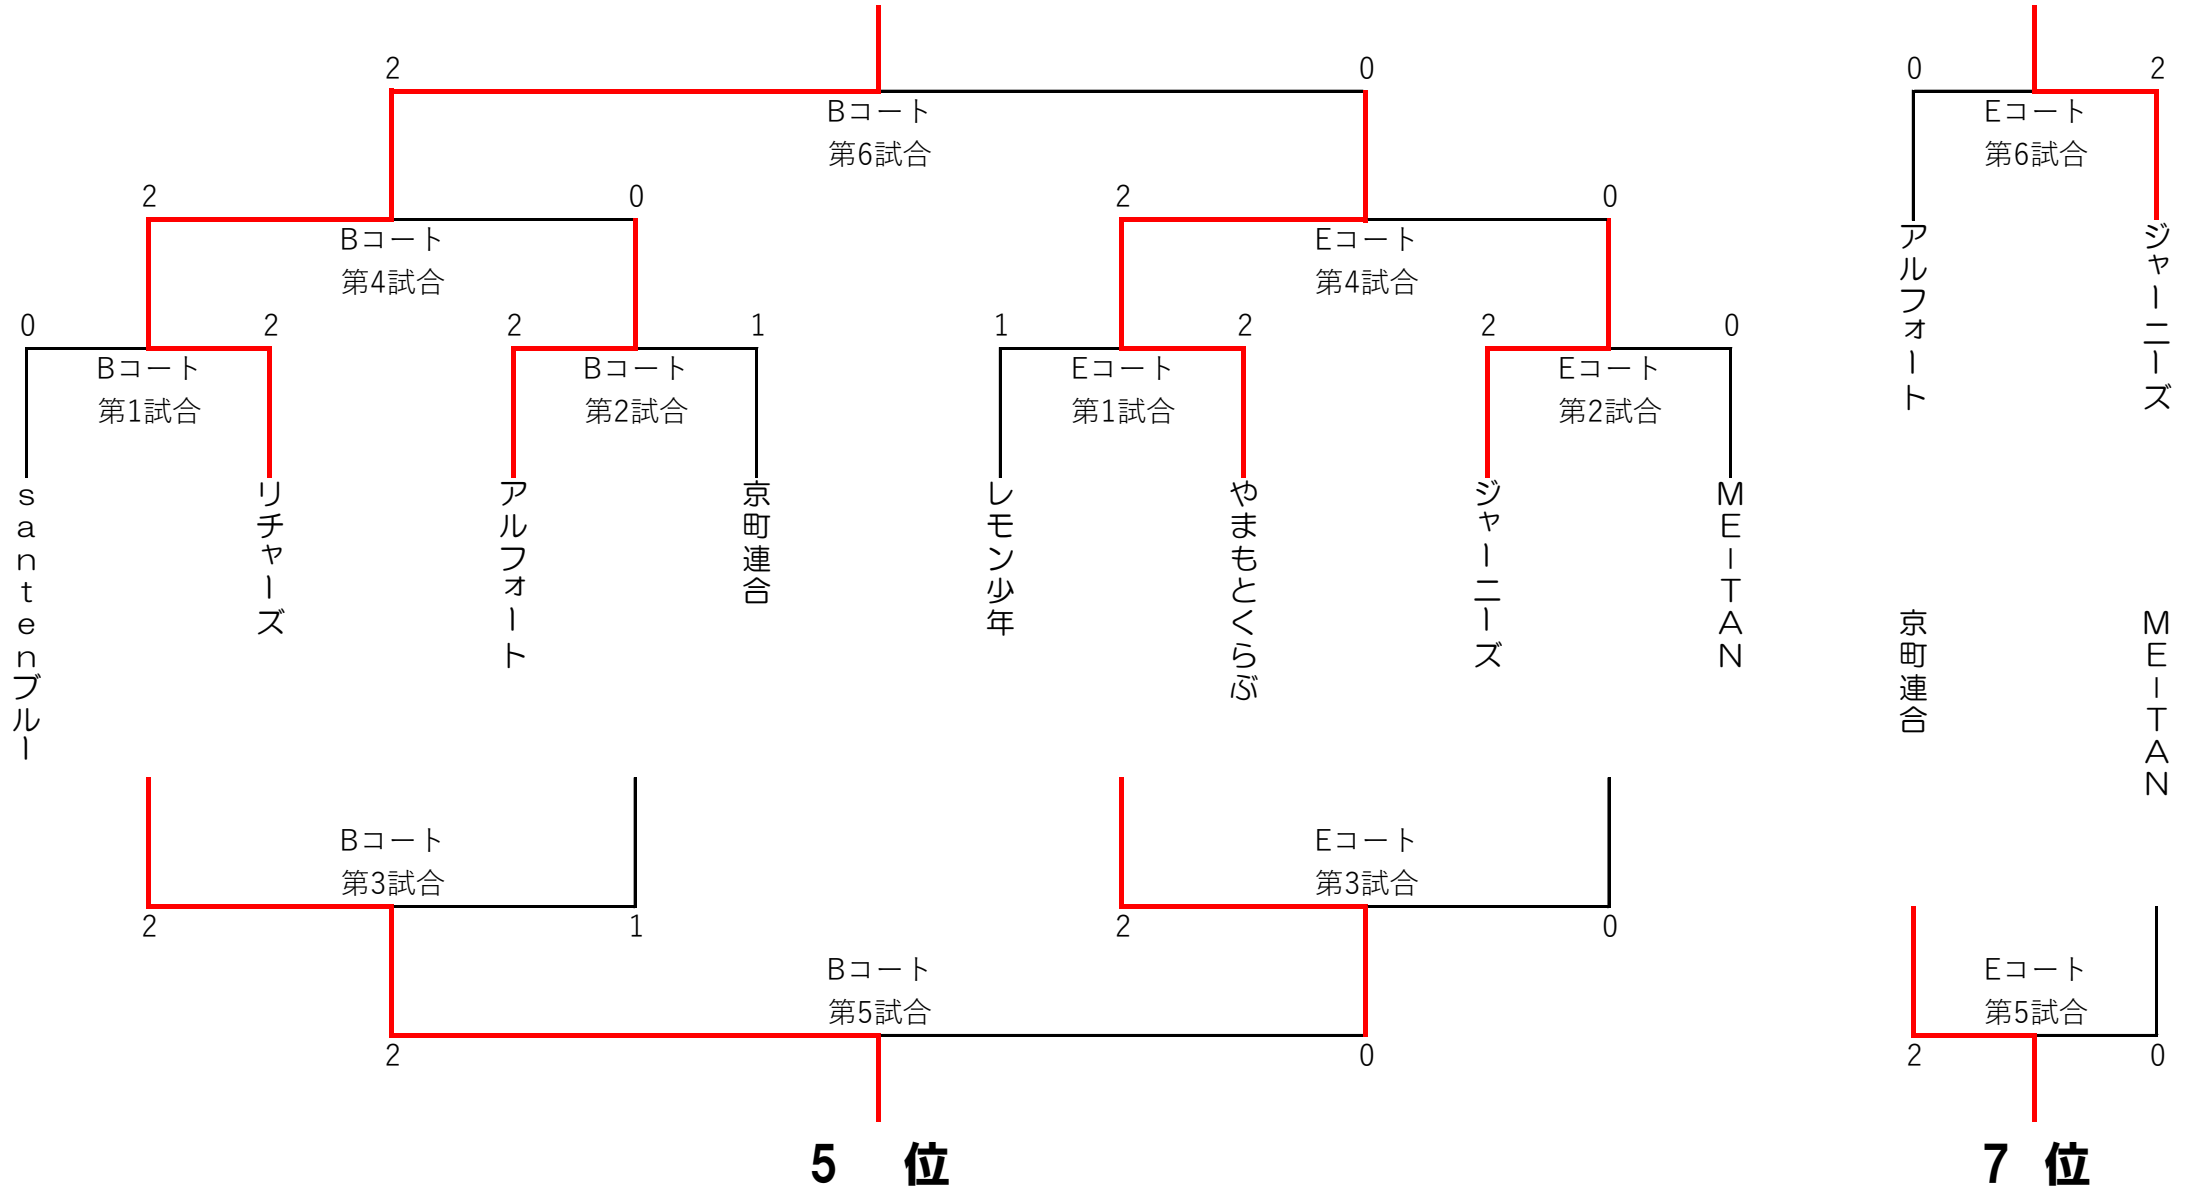 2 0 0 2
Bコート Eコート
第6試合 第6試合
2 0 2 0
Bコート Eコート
第4試合 第4試合
0 2 2 1 1 2 2 0
Bコート Bコート Eコート Eコート
第1試合 第2試合 第1試合 第2試合
アルフォート
ジャーニーズ
santenブルー
リチャーズ
アルフォート
京町連合
レモン少年
やまもとくらぶ
ジャーニーズ
MEITAN
京町連合
MEITAN
Bコート Eコート
第3試合 第3試合
2 1 2 0
Bコート Eコート
第5試合 第5試合
2 0 2 0
5 位 7 位